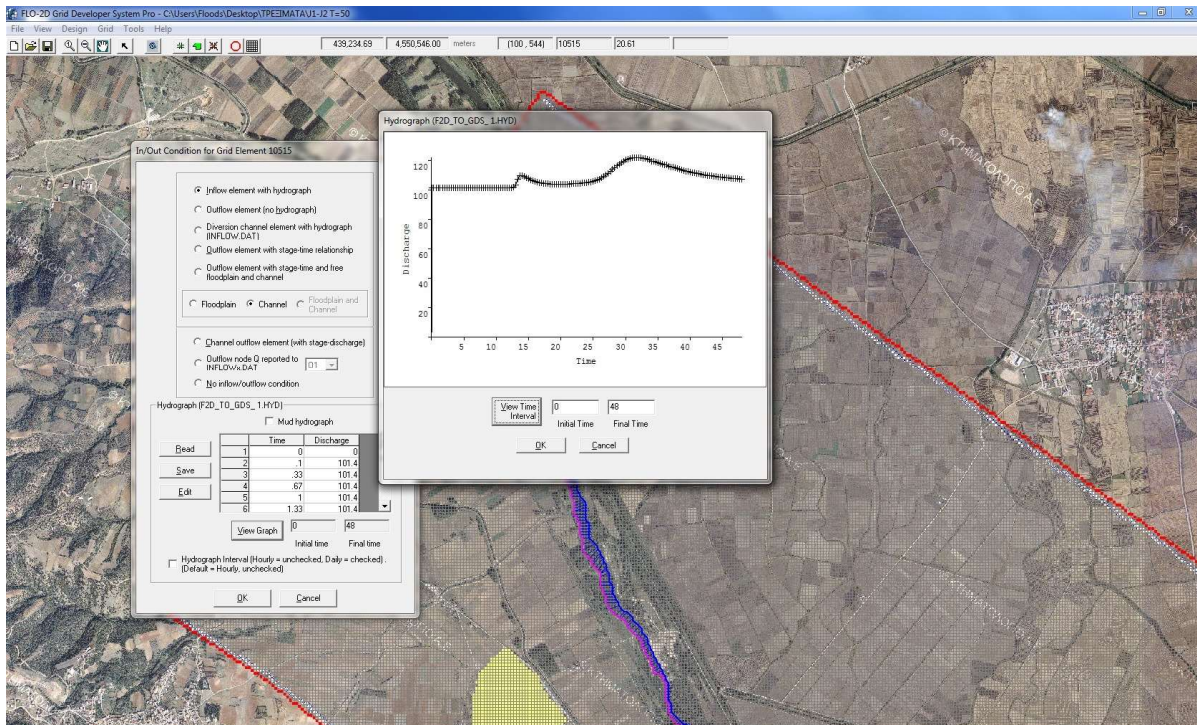 FLO-2D Grid Developer System Pro - C:\Users\Floods\Desktop\ΤΡΕΞΙΜΑΤΑ\J1-J2 T=50
File View Design Grid Tools Help
439,234.69 4,550,546.00 meters (100 , 544) 10515 20.61
In/Out Condition for Grid Element 10515
Inflow element with hydrograph
Outflow element (no hydrograph)
Diversion channel element with hydrograph
(INFLOW.DAT)
Outflow element with stage-time relationship
Outflow element with stage-time and free
floodplain and channel
Floodplain Channel Floodplain and
Channel
Channel outflow element (with stage-discharge)
Outflow node Q reported to
INFLOWx.DAT O1
No inflow/outflow condition
Hydrograph (F2D_TO_GDS_ 1.HYD)
Mud hydrograph
Read
Save
Edit
Time Discharge
1 0 0
2 .1 101.4
3 .33 101.4
4 .67 101.4
5 1 101.4
6 1.33 101.4
View Graph 0 48
Initial time Final time
Hydrograph Interval (Hourly = unchecked, Daily = checked) .
(Default = Hourly, unchecked)
OK Cancel
Hydrograph (F2D_TO_GDS_ 1.HYD)
120
100
80
60
40
20
Discharge
5 10 15 20 25 30 35 40 45
Time
View Time
Interval
0 48
Initial Time Final Time
OK Cancel
©ΚΤΗΜΑΤΟΛΟΓΙΟ Α.Ε.